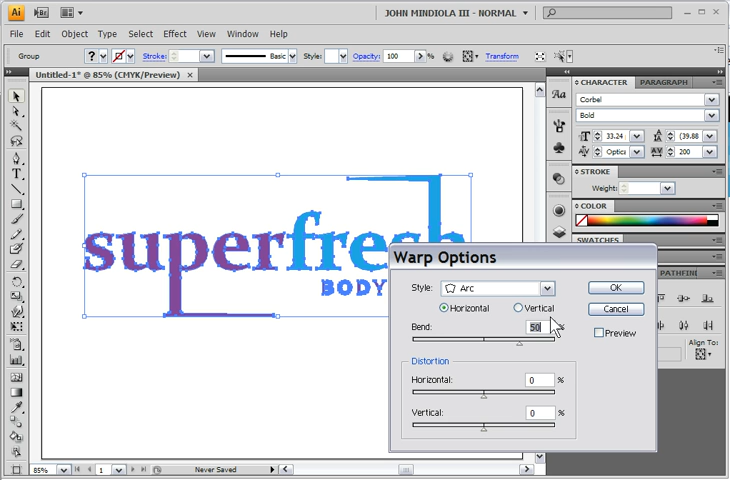 Ai Br JOHN MINDIOLA III - NORMAL
File Edit Object Type Select Effect View Window Help
Group ? Stroke: Basic Style: Opacity: 100 % Transform
Untitled-1* @ 85% (CMYK/Preview) ×
CHARACTER PARAGRAPH
Corbel
Bold
33.24 (39.88
Optica 200
STROKE
Weight:
COLOR
SWATCHES
PATHFIN
Align To:
superfresh
BODY
Warp Options
Style: Arc OK
Horizontal Vertical Cancel
Bend: 50 % Preview
Distortion
Horizontal: 0 %
Vertical: 0 %
85% 1 Never Saved